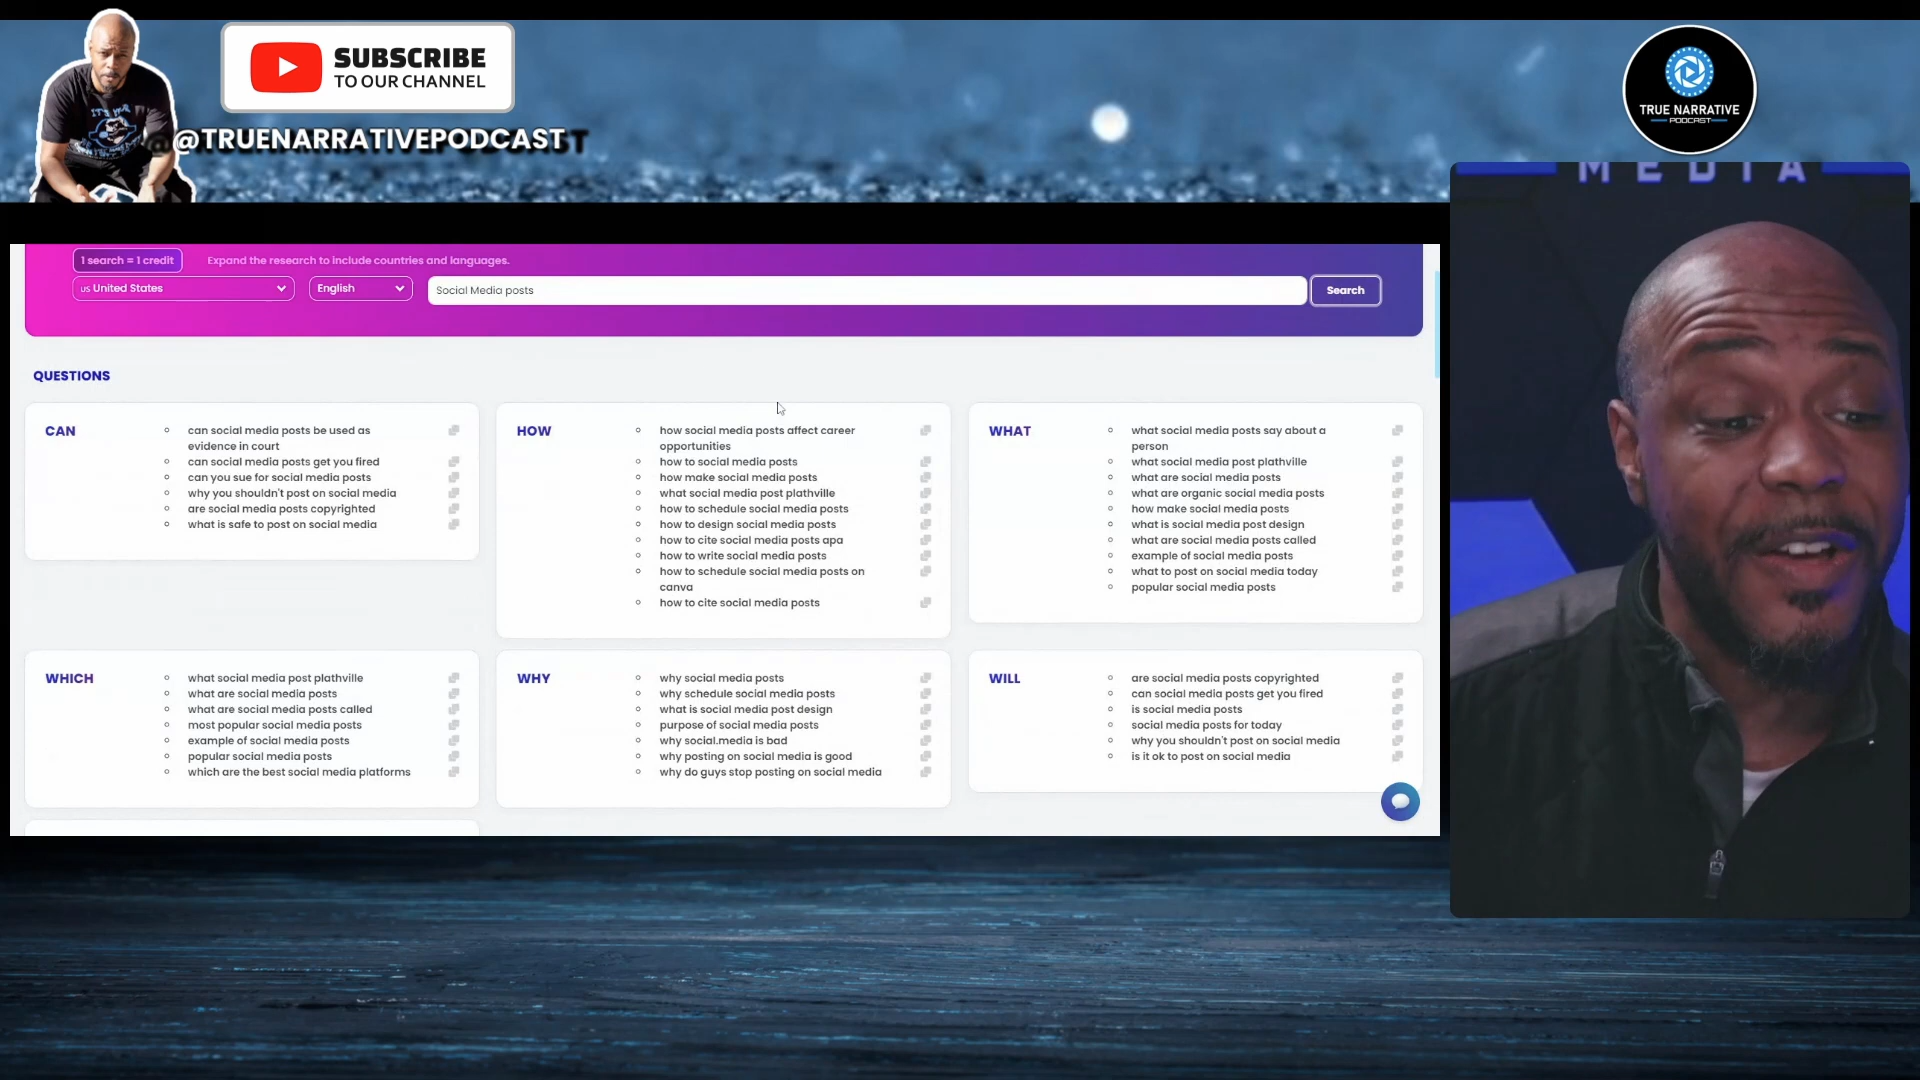 SUBSCRIBE
TO OUR CHANNEL
@TRUENARRATIVEPODCAST
TRUE NARRATIVE
PODCAST
MEDIA
1 search = 1 credit
Expand the research to include countries and languages.
us United States
English
Social Media posts
Search
QUESTIONS
CAN
can social media posts be used as
evidence in court
can social media posts get you fired
can you sue for social media posts
why you shouldn't post on social media
are social media posts copyrighted
what is safe to post on social media
HOW
how social media posts affect career
opportunities
how to social media posts
how make social media posts
what social media post plathville
how to schedule social media posts
how to design social media posts
how to cite social media posts apa
how to write social media posts
how to schedule social media posts on
canva
how to cite social media posts
WHAT
what social media posts say about a
person
what social media post plathville
what are social media posts
what are organic social media posts
how make social media posts
what is social media post design
what are social media posts called
example of social media posts
what to post on social media today
popular social media posts
WHICH
what social media post plathville
what are social media posts
what are social media posts called
most popular social media posts
example of social media posts
popular social media posts
which are the best social media platforms
WHY
why social media posts
why schedule social media posts
what is social media post design
purpose of social media posts
why social.media is bad
why posting on social media is good
why do guys stop posting on social media
WILL
are social media posts copyrighted
can social media posts get you fired
is social media posts
social media posts for today
why you shouldn't post on social media
is it ok to post on social media